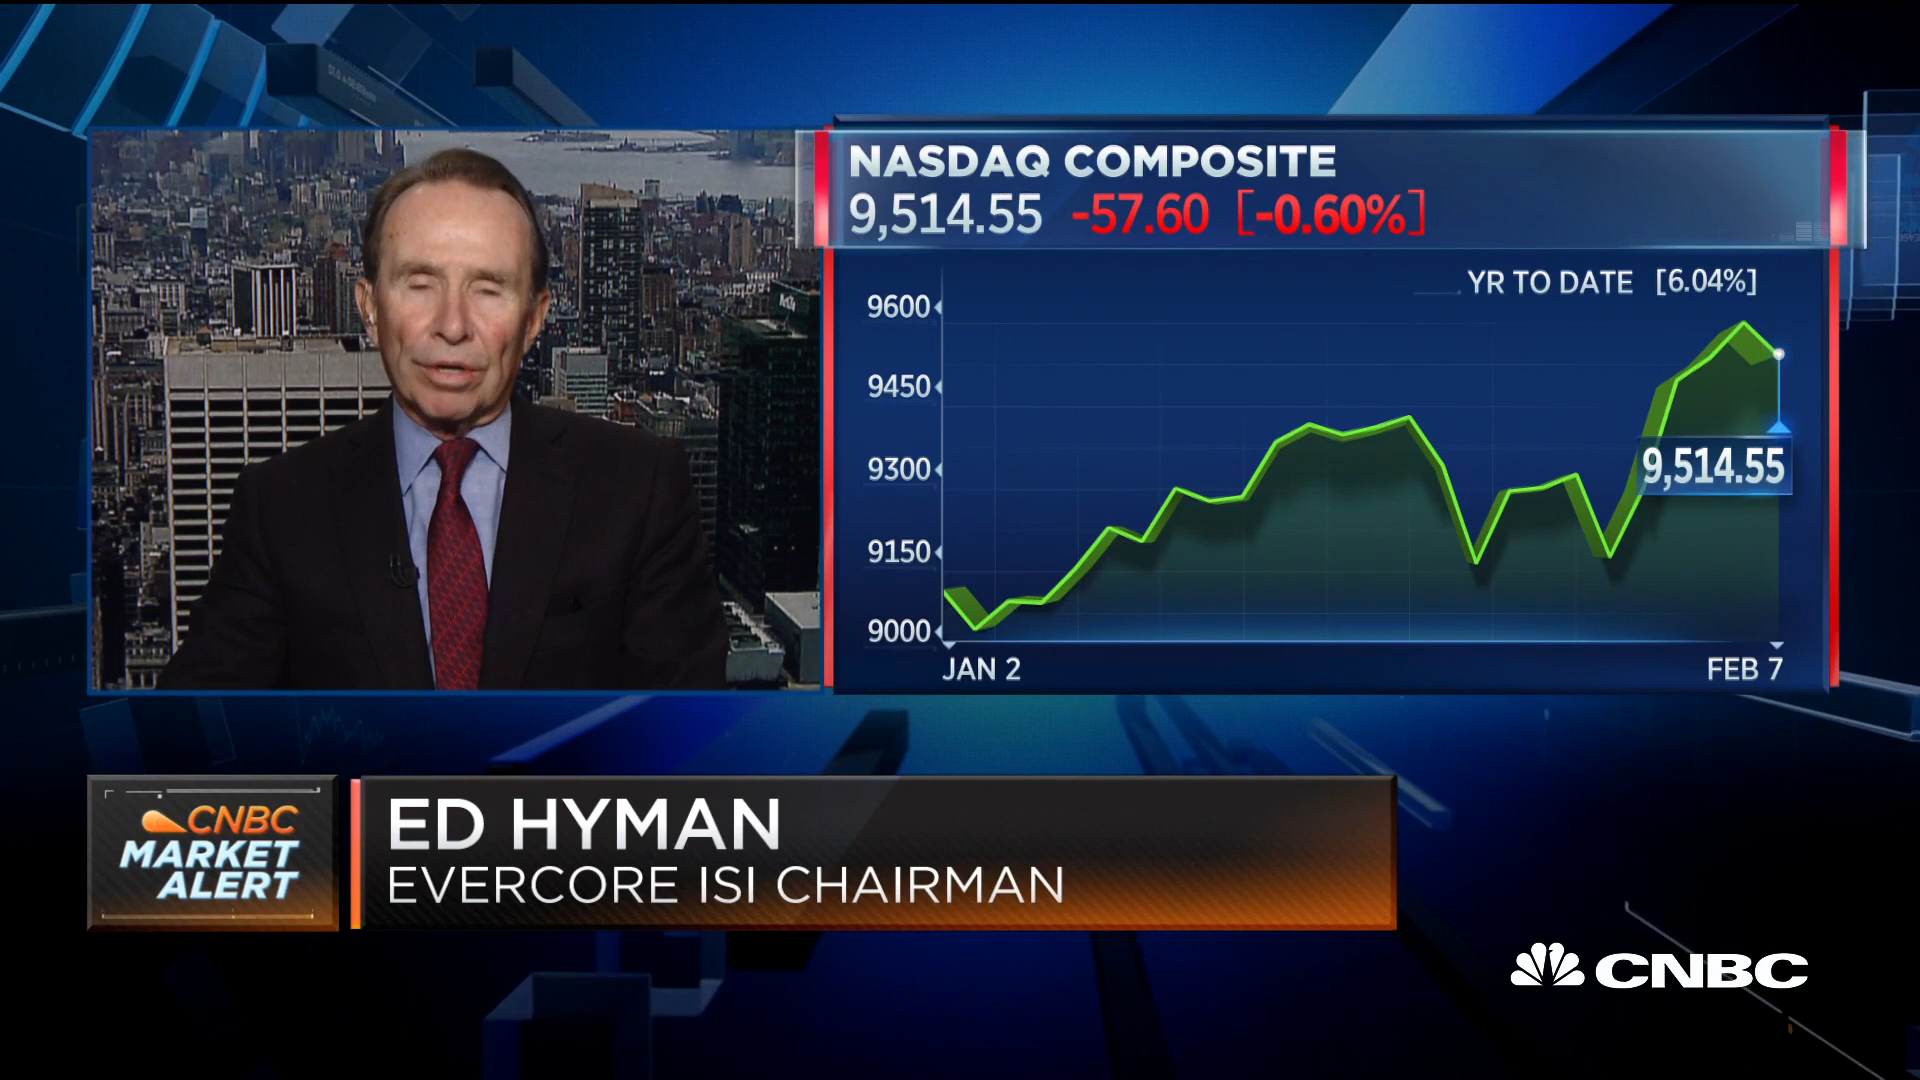 NASDAQ COMPOSITE
9,514.55 -57.60 [-0.60%]
YR TO DATE [6.04%]
9600
9450
9300
9150
9000
9,514.55
JAN 2
FEB 7
CNBC
MARKET
ALERT
ED HYMAN
EVERCORE ISI CHAIRMAN
CNBC